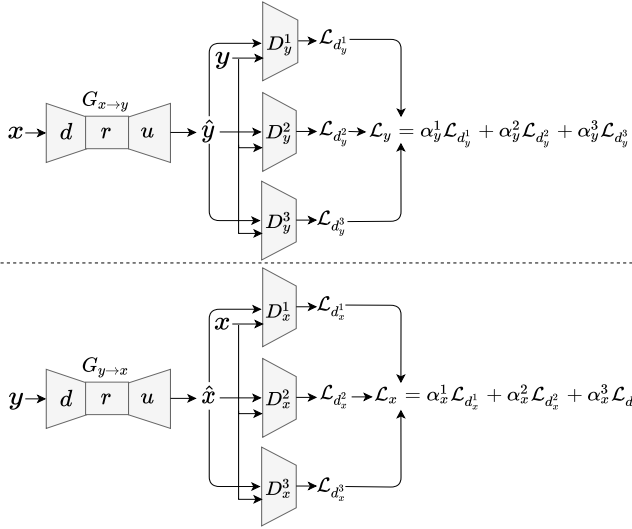 y D_y^1 → ℒ_{d_y^1}
G_{x→y}
x → d r u → ŷ D_y^2 → ℒ_{d_y^2} → ℒ_y = α_y^1 ℒ_{d_y^1} + α_y^2 ℒ_{d_y^2} + α_y^3 ℒ_{d_y^3}
D_y^3 → ℒ_{d_y^3}
x D_x^1 → ℒ_{d_x^1}
G_{y→x}
y → d r u → x̂ D_x^2 → ℒ_{d_x^2} → ℒ_x = α_x^1 ℒ_{d_x^1} + α_x^2 ℒ_{d_x^2} + α_x^3 ℒ_d
D_x^3 → ℒ_{d_x^3}